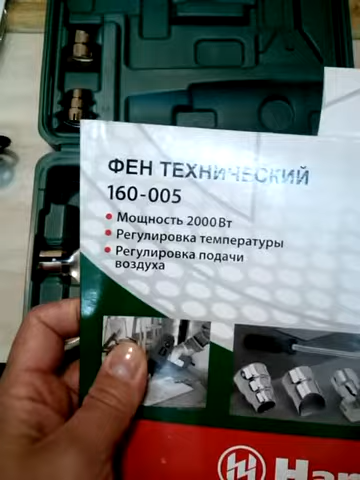 ФЕН ТЕХНИЧЕСКИЙ
160-005
• Мощность 2000 Вт
• Регулировка температуры
• Регулировка подачи
воздуха